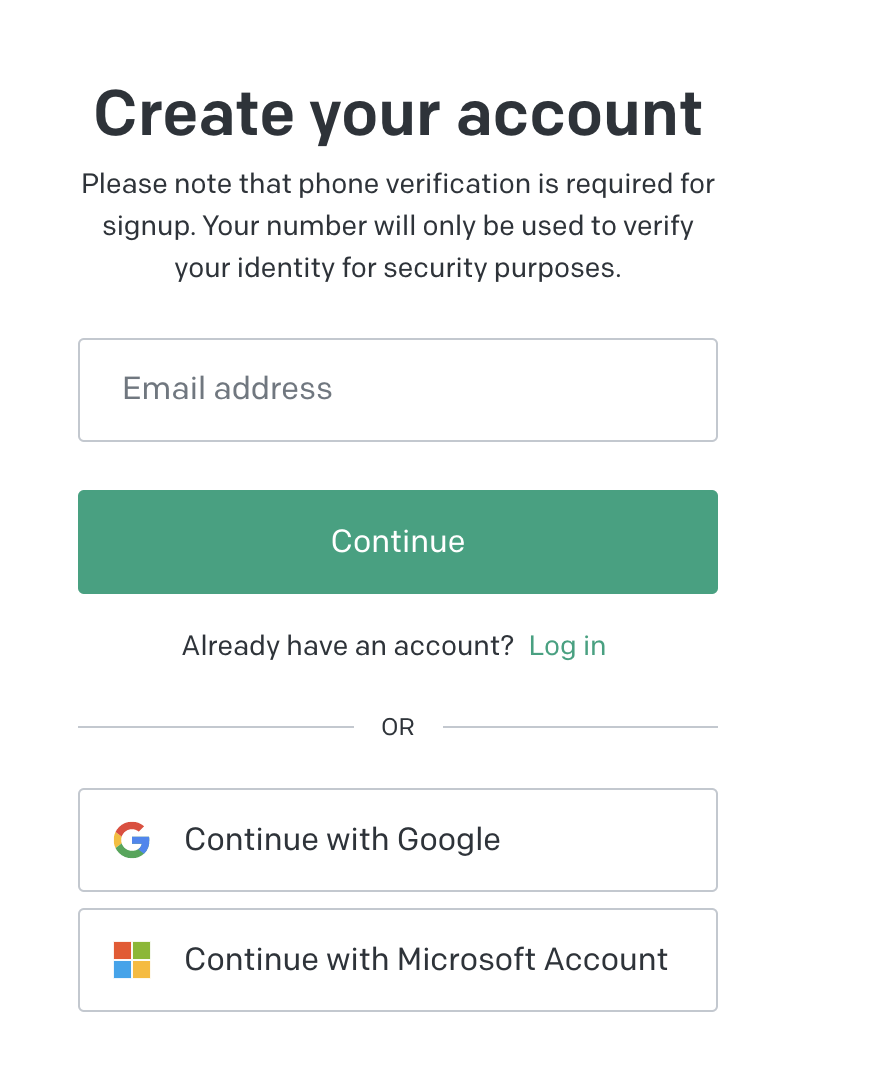 Create your account
Please note that phone verification is required for
signup. Your number will only be used to verify
your identity for security purposes.
Email address
Continue
Already have an account? Log in
OR
Continue with Google
Continue with Microsoft Account